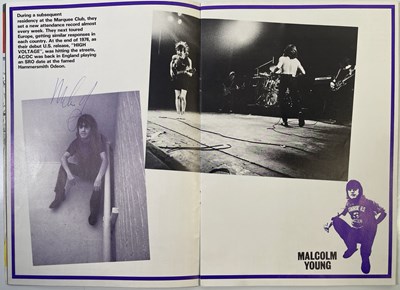 During a subsequent
residency at the Marquee Club, they
set a new attendance record almost
every week. They next toured
Europe, getting similar responses in
each country. At the end of 1976, as
their debut U.S. release, "HIGH
VOLTAGE", was hitting the streets,
AC/DC was back in England playing
an SRO date at the famed
Hammersmith Odeon.
MALCOLM
YOUNG